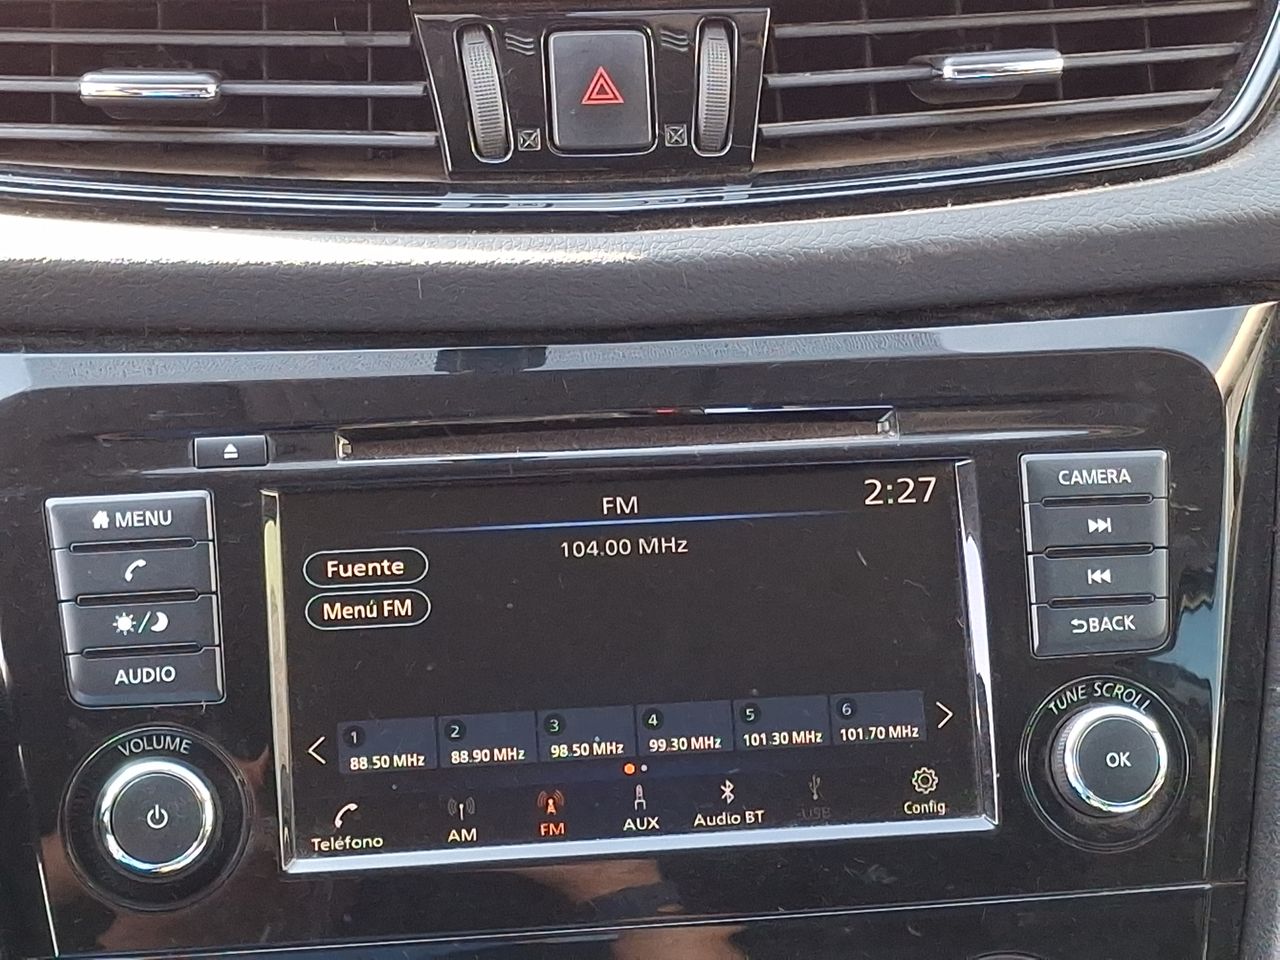 FM
2:27
104.00 MHz
Fuente
Menú FM
1
88.50 MHz
2
88.90 MHz
3
98.50 MHz
4
99.30 MHz
5
101.30 MHz
6
101.70 MHz
Teléfono
AM
FM
AUX
Audio BT
USB
Config
MENU
AUDIO
VOLUME
CAMERA
BACK
TUNE SCROLL
OK